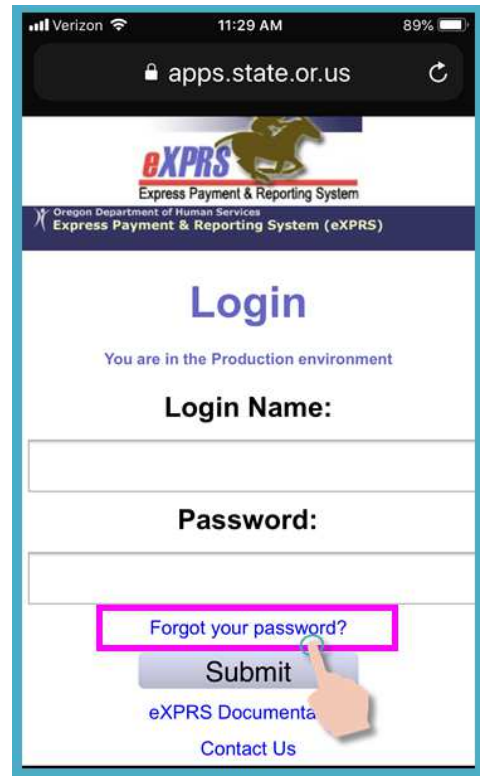 Verizon 11:29 AM 89%
apps.state.or.us
eXPRS
Express Payment & Reporting System
Oregon Department of Human Services
Express Payment & Reporting System (eXPRS)
Login
You are in the Production environment
Login Name:
Password:
Forgot your password?
Submit
eXPRS
Contact Us